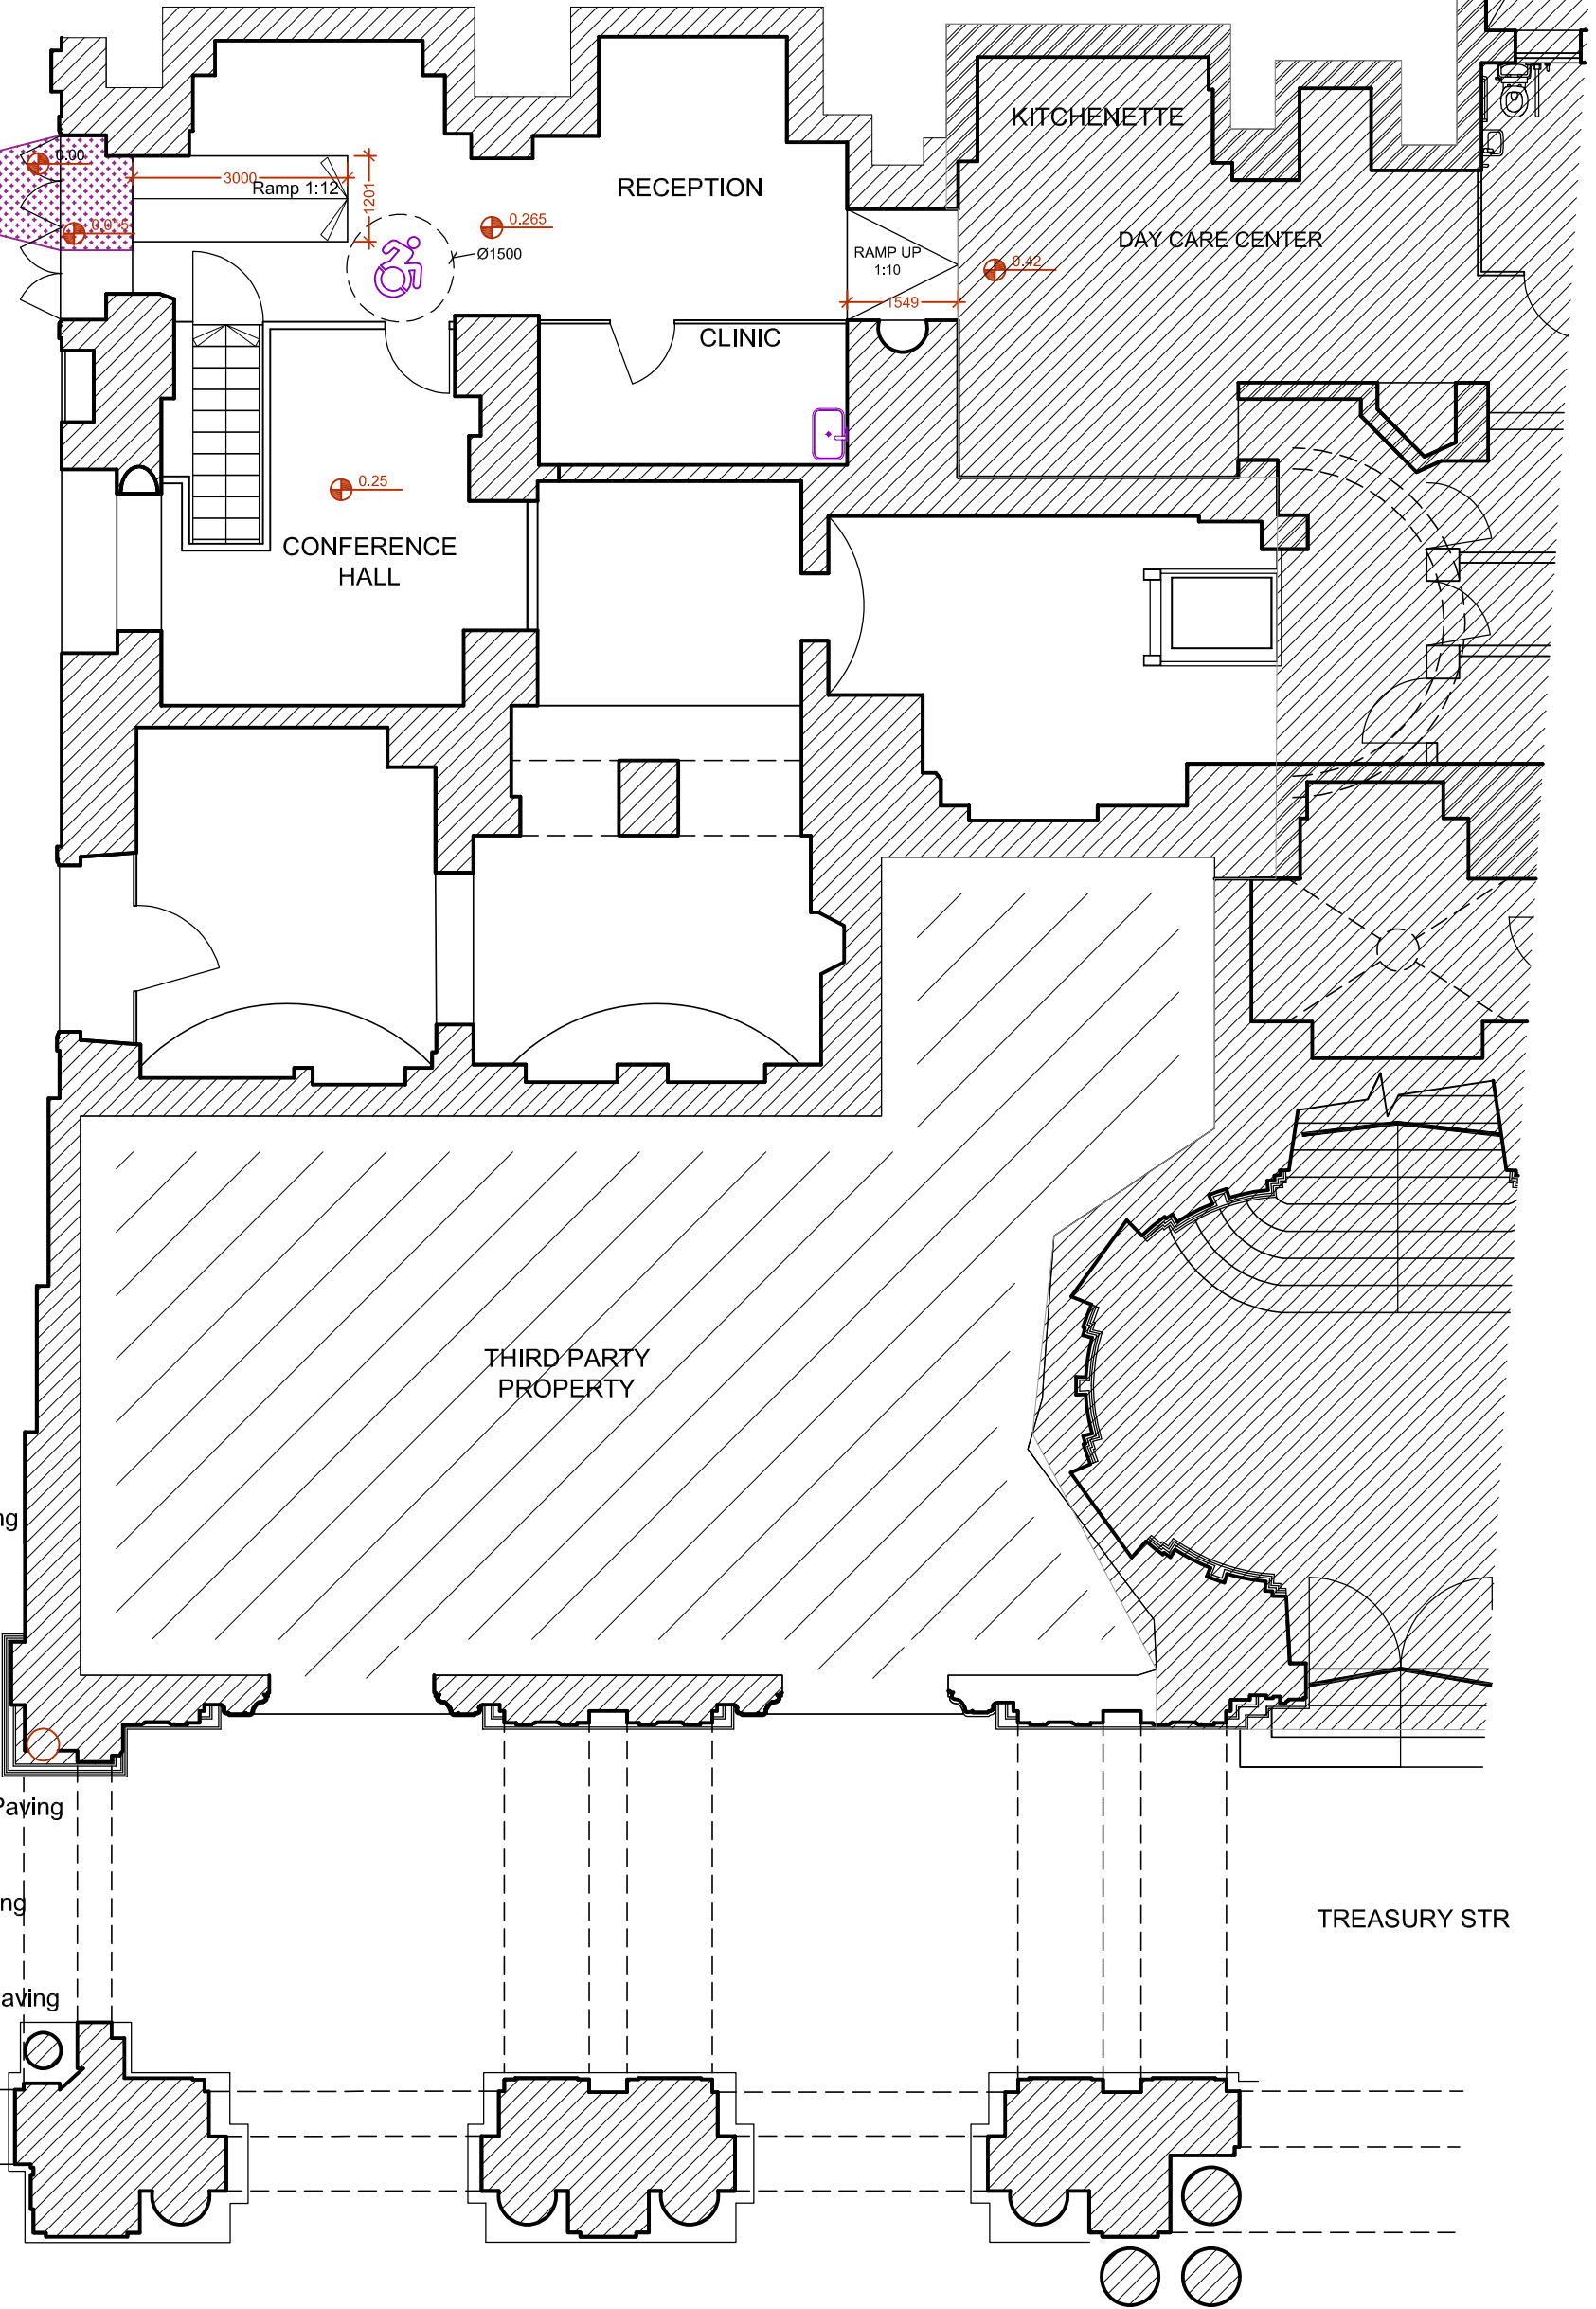 KITCHENETTE
0.00
3000
Ramp 1:12
1201
RECEPTION
0.015
0.265
Ø1500
RAMP UP
1:10
DAY CARE CENTER
0.42
1549
CLINIC
0.25
CONFERENCE
HALL
THIRD PARTY
PROPERTY
ng
Paving
ng
aving
TREASURY STR